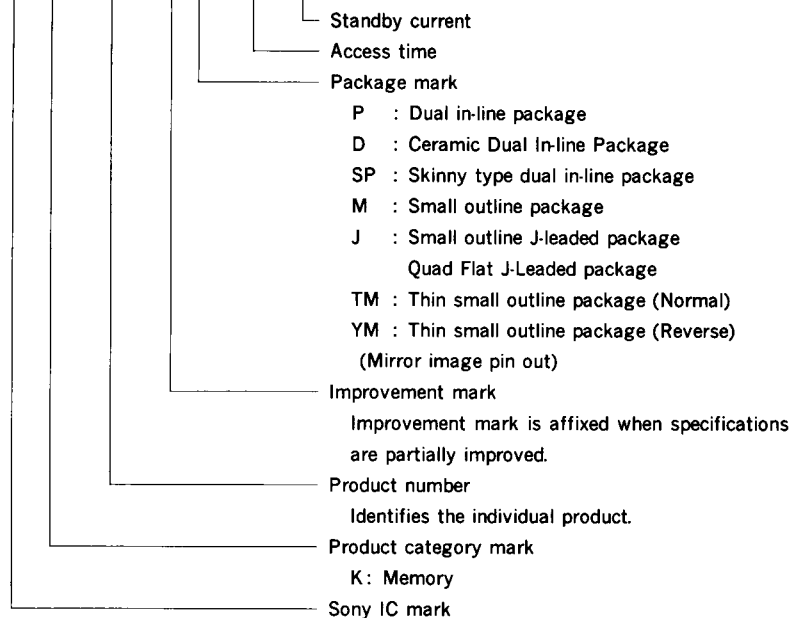 Standby current
Access time
Package mark
P : Dual in-line package
D : Ceramic Dual In-line Package
SP : Skinny type dual in-line package
M : Small outline package
J : Small outline J-leaded package
Quad Flat J-Leaded package
TM : Thin small outline package (Normal)
YM : Thin small outline package (Reverse)
(Mirror image pin out)
Improvement mark
Improvement mark is affixed when specifications
are partially improved.
Product number
Identifies the individual product.
Product category mark
K : Memory
Sony IC mark